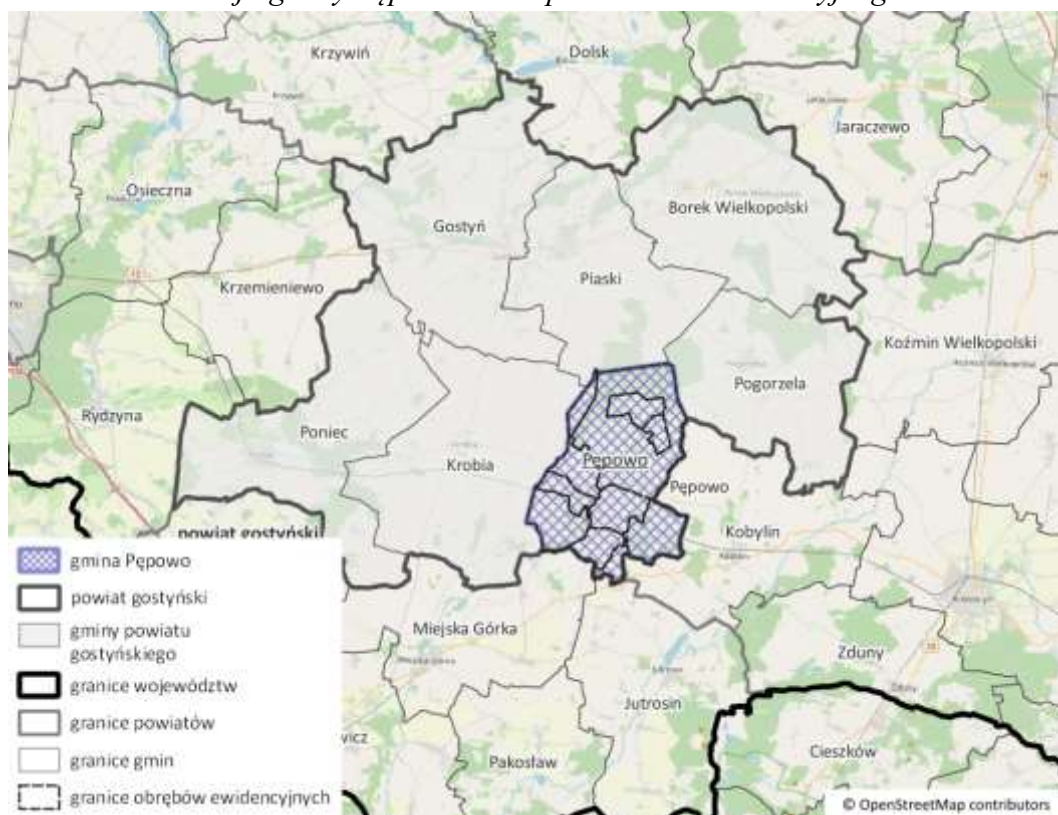 Krzywiń
Dolsk
Jaraczewo
Osieczna
Borek Wielkopolski
Gostyń
Piaski
Krzemieniewo
Koźmin Wielkopolski
Pogorzela
Rydzyna
Poniec
Krobia
Pępowo
Pępowo
Kobylin
powiat gostyński
gmina Pępowo
powiat gostyński
gminy powiatu
gostyńskiego
granice województw
granice powiatów
granice gmin
granice obrębów ewidencyjnych
Miejska Górka
Zduny
Jutrosin
Cieszków
Pakosław
© OpenStreetMap contributors